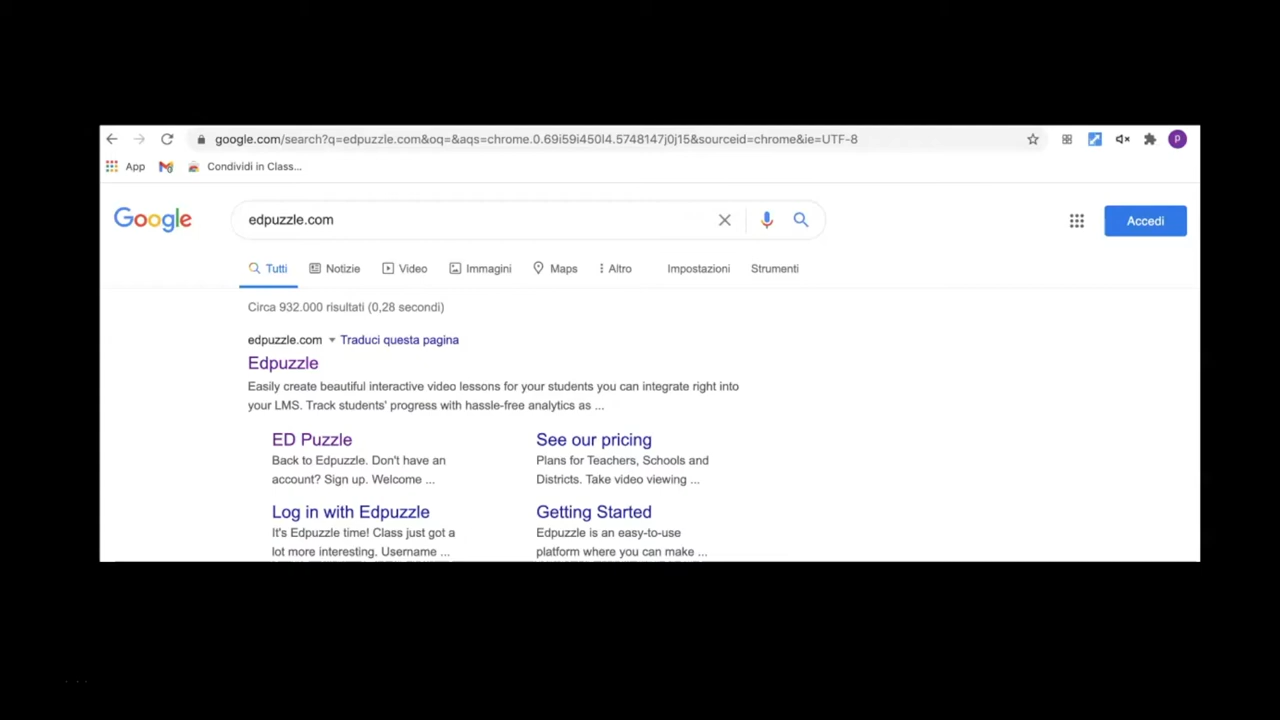 google.com/search?q=edpuzzle.com&oq=&aqs=chrome.0.69i59i450l4.5748147j0j15&sourceid=chrome&ie=UTF-8
P
App Condividi in Class...
Google edpuzzle.com Accedi
Tutti Notizie Video Immagini Maps Altro Impostazioni Strumenti
Circa 932.000 risultati (0,28 secondi)
edpuzzle.com Traduci questa pagina
Edpuzzle
Easily create beautiful interactive video lessons for your students you can integrate right into
your LMS. Track students' progress with hassle-free analytics as ...
ED Puzzle
Back to Edpuzzle. Don't have an
account? Sign up. Welcome ...
See our pricing
Plans for Teachers, Schools and
Districts. Take video viewing ...
Log in with Edpuzzle
It's Edpuzzle time! Class just got a
lot more interesting. Username ...
Getting Started
Edpuzzle is an easy-to-use
platform where you can make ...